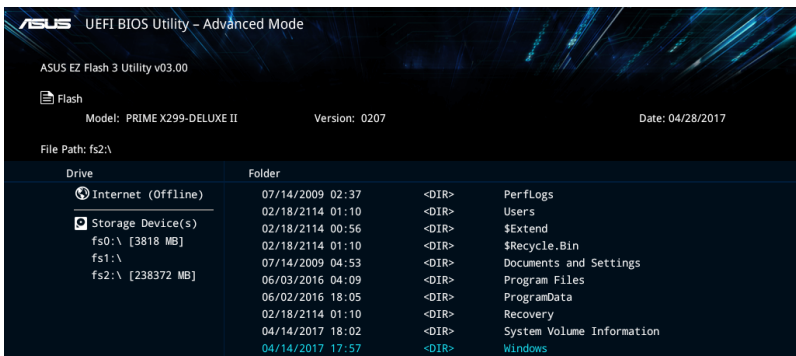 ASUS UEFI BIOS Utility – Advanced Mode
ASUS EZ Flash 3 Utility v03.00
Flash
Model: PRIME X299-DELUXE II Version: 0207 Date: 04/28/2017
File Path: fs2:\
Drive Folder
Internet (Offline) 07/14/2009 02:37 <DIR> PerfLogs
02/18/2114 01:10 <DIR> Users
Storage Device(s) 02/18/2114 00:56 <DIR> $Extend
fs0:\ [3818 MB] 02/18/2114 01:10 <DIR> $Recycle.Bin
fs1:\ 07/14/2009 04:53 <DIR> Documents and Settings
fs2:\ [238372 MB] 06/03/2016 04:09 <DIR> Program Files
06/02/2016 18:05 <DIR> ProgramData
02/18/2114 01:10 <DIR> Recovery
04/14/2017 18:02 <DIR> System Volume Information
04/14/2017 17:57 <DIR> Windows